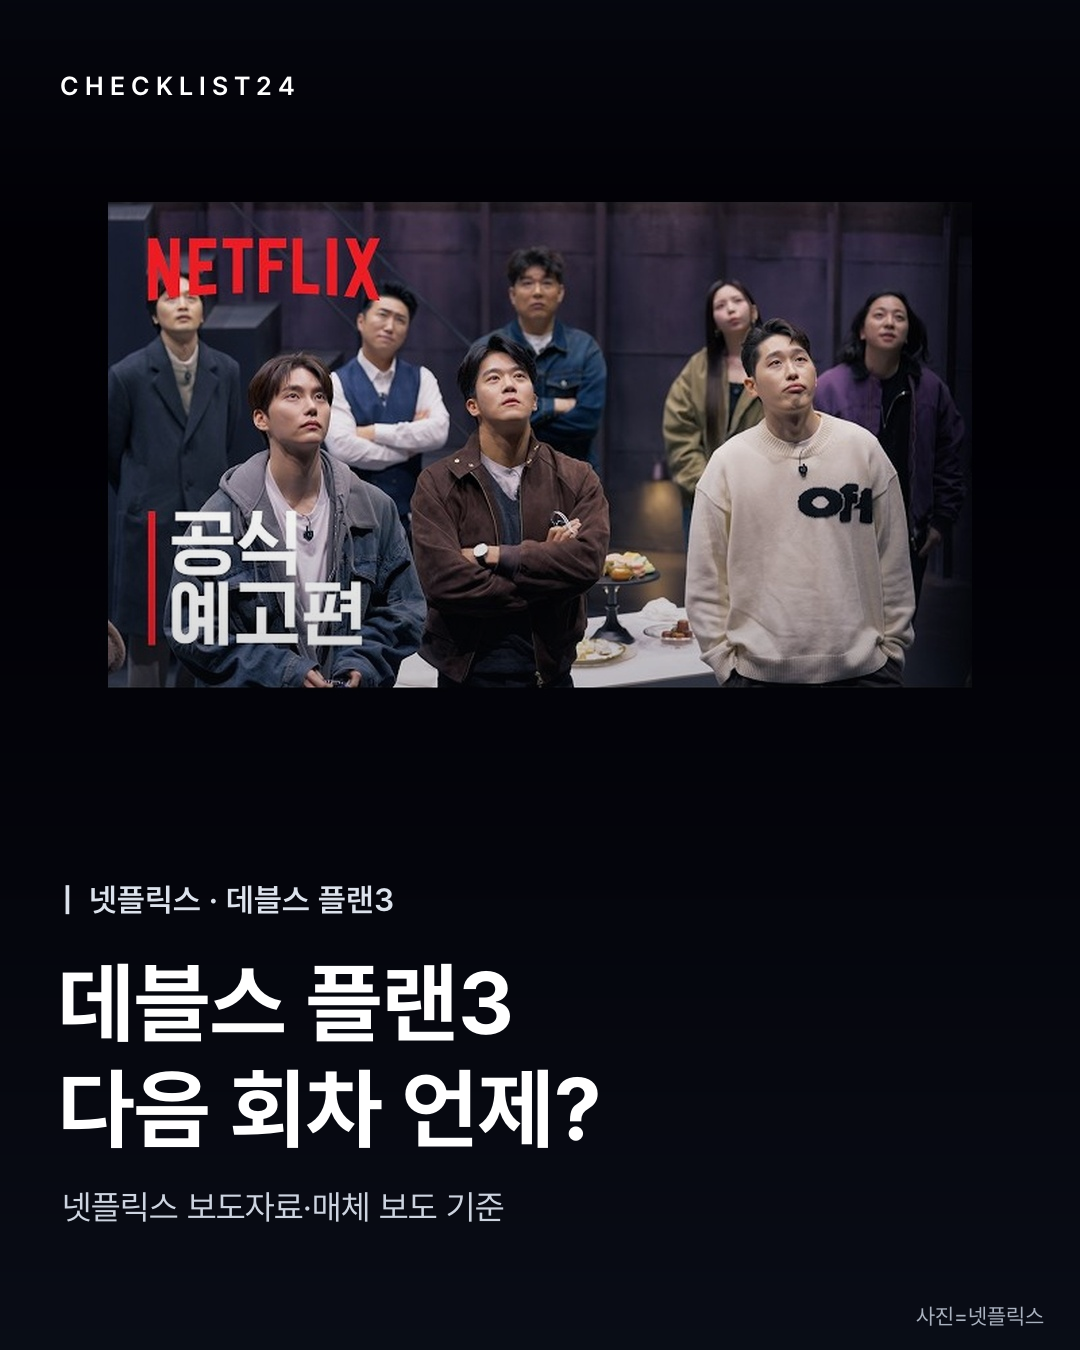 CHECKLIST24
NETFLIX
공식
예고편
OH
| 넷플릭스 · 데블스 플랜3
데블스 플랜3
다음 회차 언제?
넷플릭스 보도자료·매체 보도 기준
사진=넷플릭스